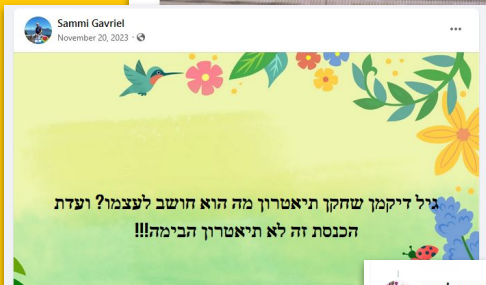 Sammi Gavriel
November 20, 2023
גיל דיקמן שחקן תיאטרון מה הוא חושב לעצמו? ועדת
הכנסת זה לא תיאטרון הבימה!!!